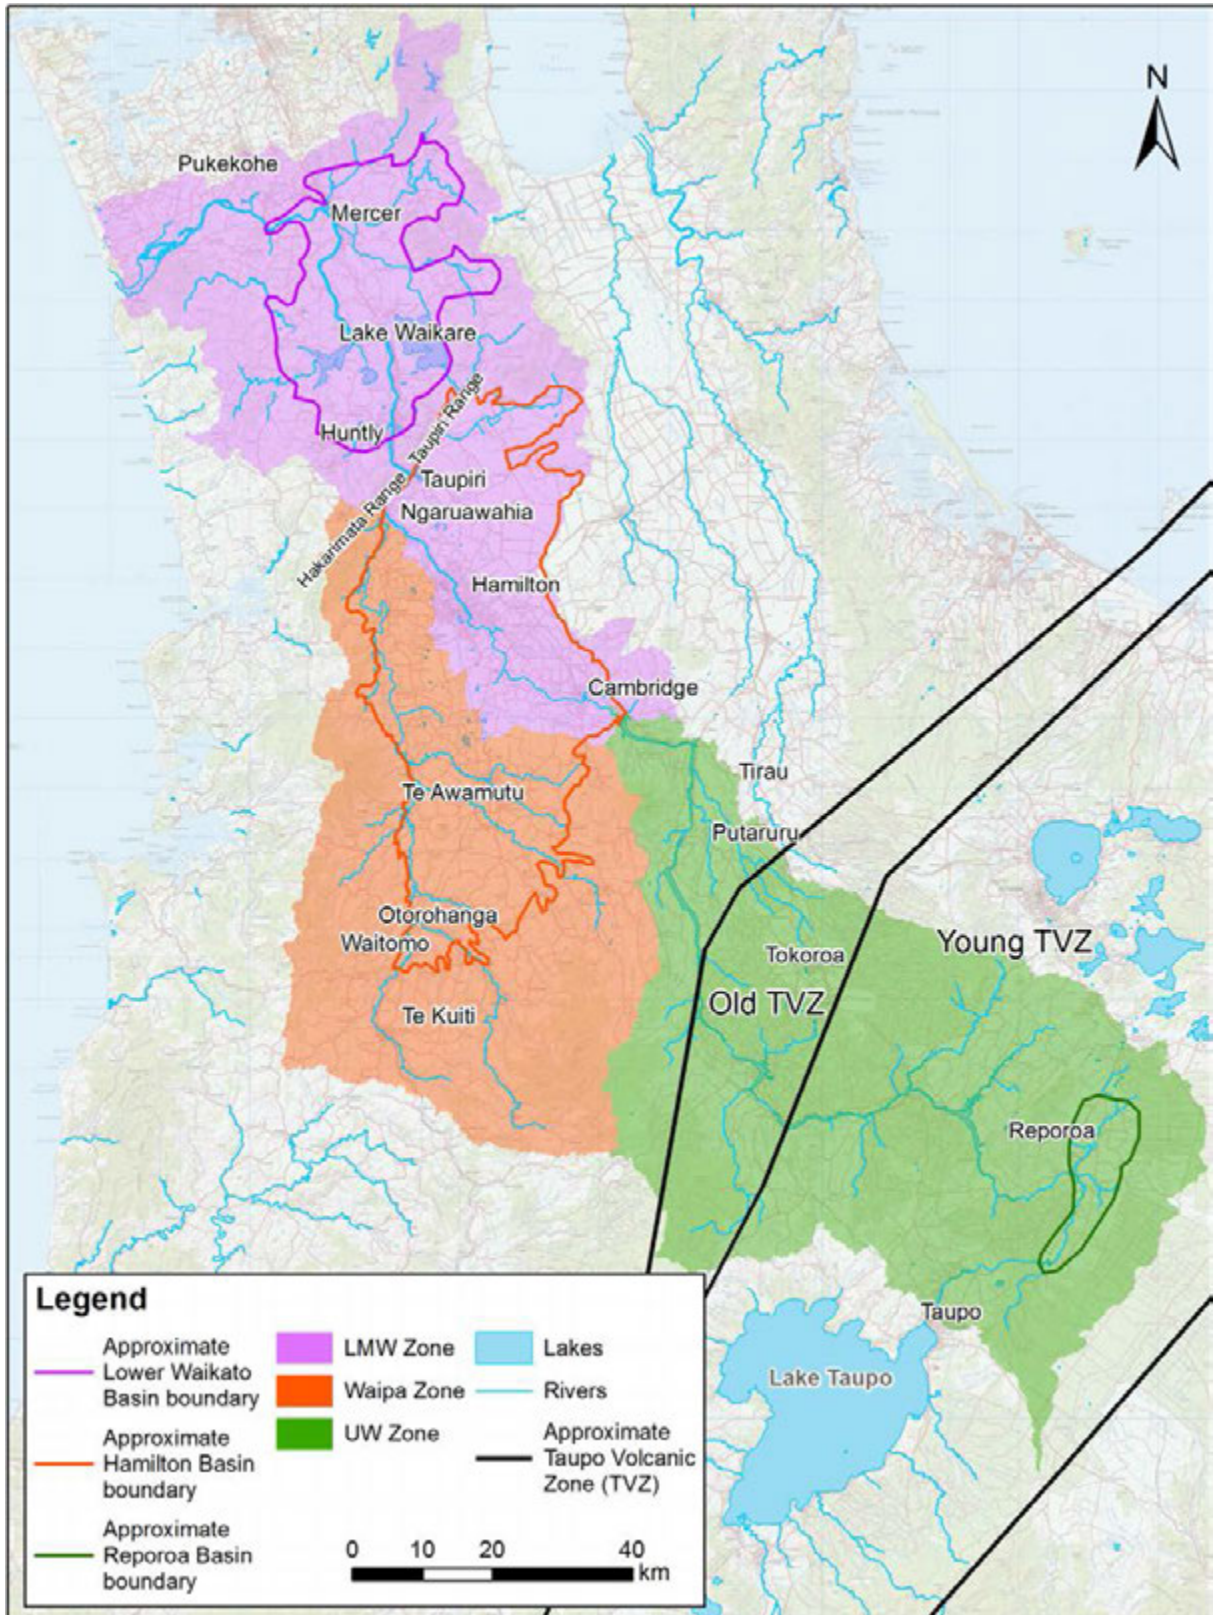 N
Pukekohe
Mercer
Lake Waikare
Huntly
Taupiri Range
Hakarimata Range
Taupiri
Ngaruawahia
Hamilton
Cambridge
Tirau
Te Awamutu
Putaruru
Otorohanga
Waitomo
Young TVZ
Tokoroa
Old TVZ
Te Kuiti
Reporoa
Taupo
Lake Taupo
Legend
Approximate
Lower Waikato
Basin boundary
Approximate
Hamilton Basin
boundary
Approximate
Reporoa Basin
boundary
LMW Zone
Waipa Zone
UW Zone
Lakes
Rivers
Approximate
Taupo Volcanic
Zone (TVZ)
0 10 20 40
km